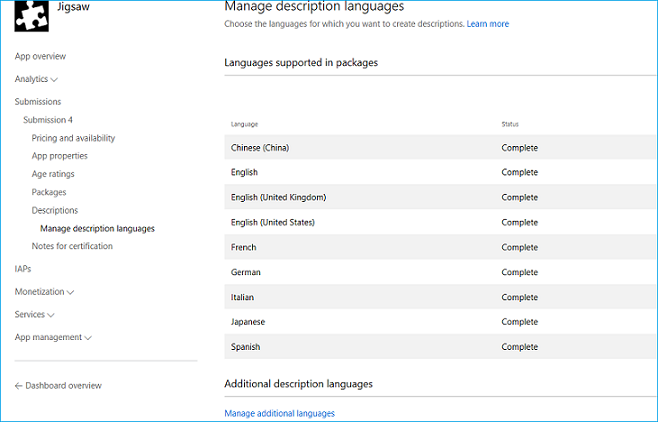 Jigsaw
App overview
Analytics
Submissions
Submission 4
Pricing and availability
App properties
Age ratings
Packages
Descriptions
Manage description languages
Notes for certification
IAPs
Monetization
Services
App management
← Dashboard overview
Manage description languages
Choose the languages for which you want to create descriptions. Learn more
Languages supported in packages
Language Status
Chinese (China) Complete
English Complete
English (United Kingdom) Complete
English (United States) Complete
French Complete
German Complete
Italian Complete
Japanese Complete
Spanish Complete
Additional description languages
Manage additional languages